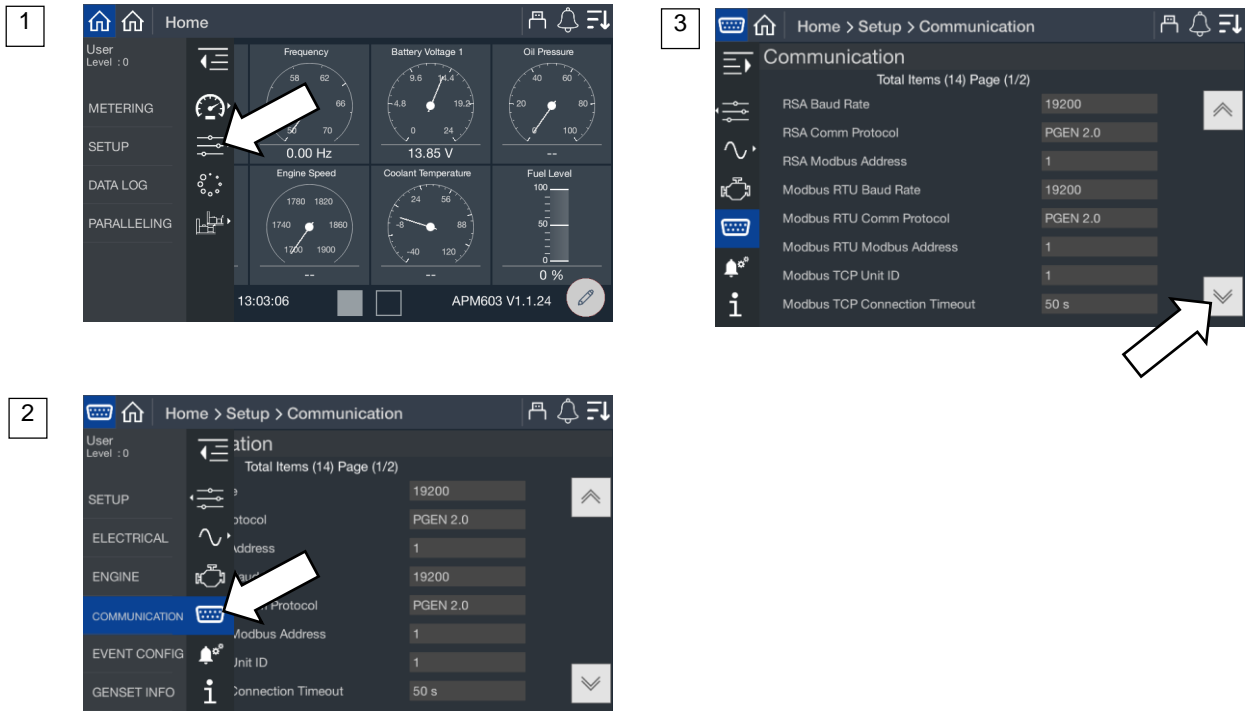 1
Home
User
Level : 0
METERING
SETUP
DATA LOG
PARALLELING
Frequency
58 62
66
50 70
0.00 Hz
Battery Voltage 1
9.6 14.4
4.8 19.2
0 24
13.85 V
Oil Pressure
40 60
20 80
0 100
--
Engine Speed
1780 1820
1740 1860
1700 1900
--
Coolant Temperature
24 56
-8 88
-40 120
--
Fuel Level
100
50
0
0 %
13:03:06
APM603 V1.1.24
2
Home > Setup > Communication
User
Level : 0
SETUP
ELECTRICAL
ENGINE
COMMUNICATION
EVENT CONFIG
GENSET INFO
ation
Total Items (14) Page (1/2)
e 19200
otocol PGEN 2.0
Address 1
19200
Protocol PGEN 2.0
Modbus Address 1
Unit ID 1
Connection Timeout 50 s
3
Home > Setup > Communication
Communication
Total Items (14) Page (1/2)
RSA Baud Rate 19200
RSA Comm Protocol PGEN 2.0
RSA Modbus Address 1
Modbus RTU Baud Rate 19200
Modbus RTU Comm Protocol PGEN 2.0
Modbus RTU Modbus Address 1
Modbus TCP Unit ID 1
Modbus TCP Connection Timeout 50 s